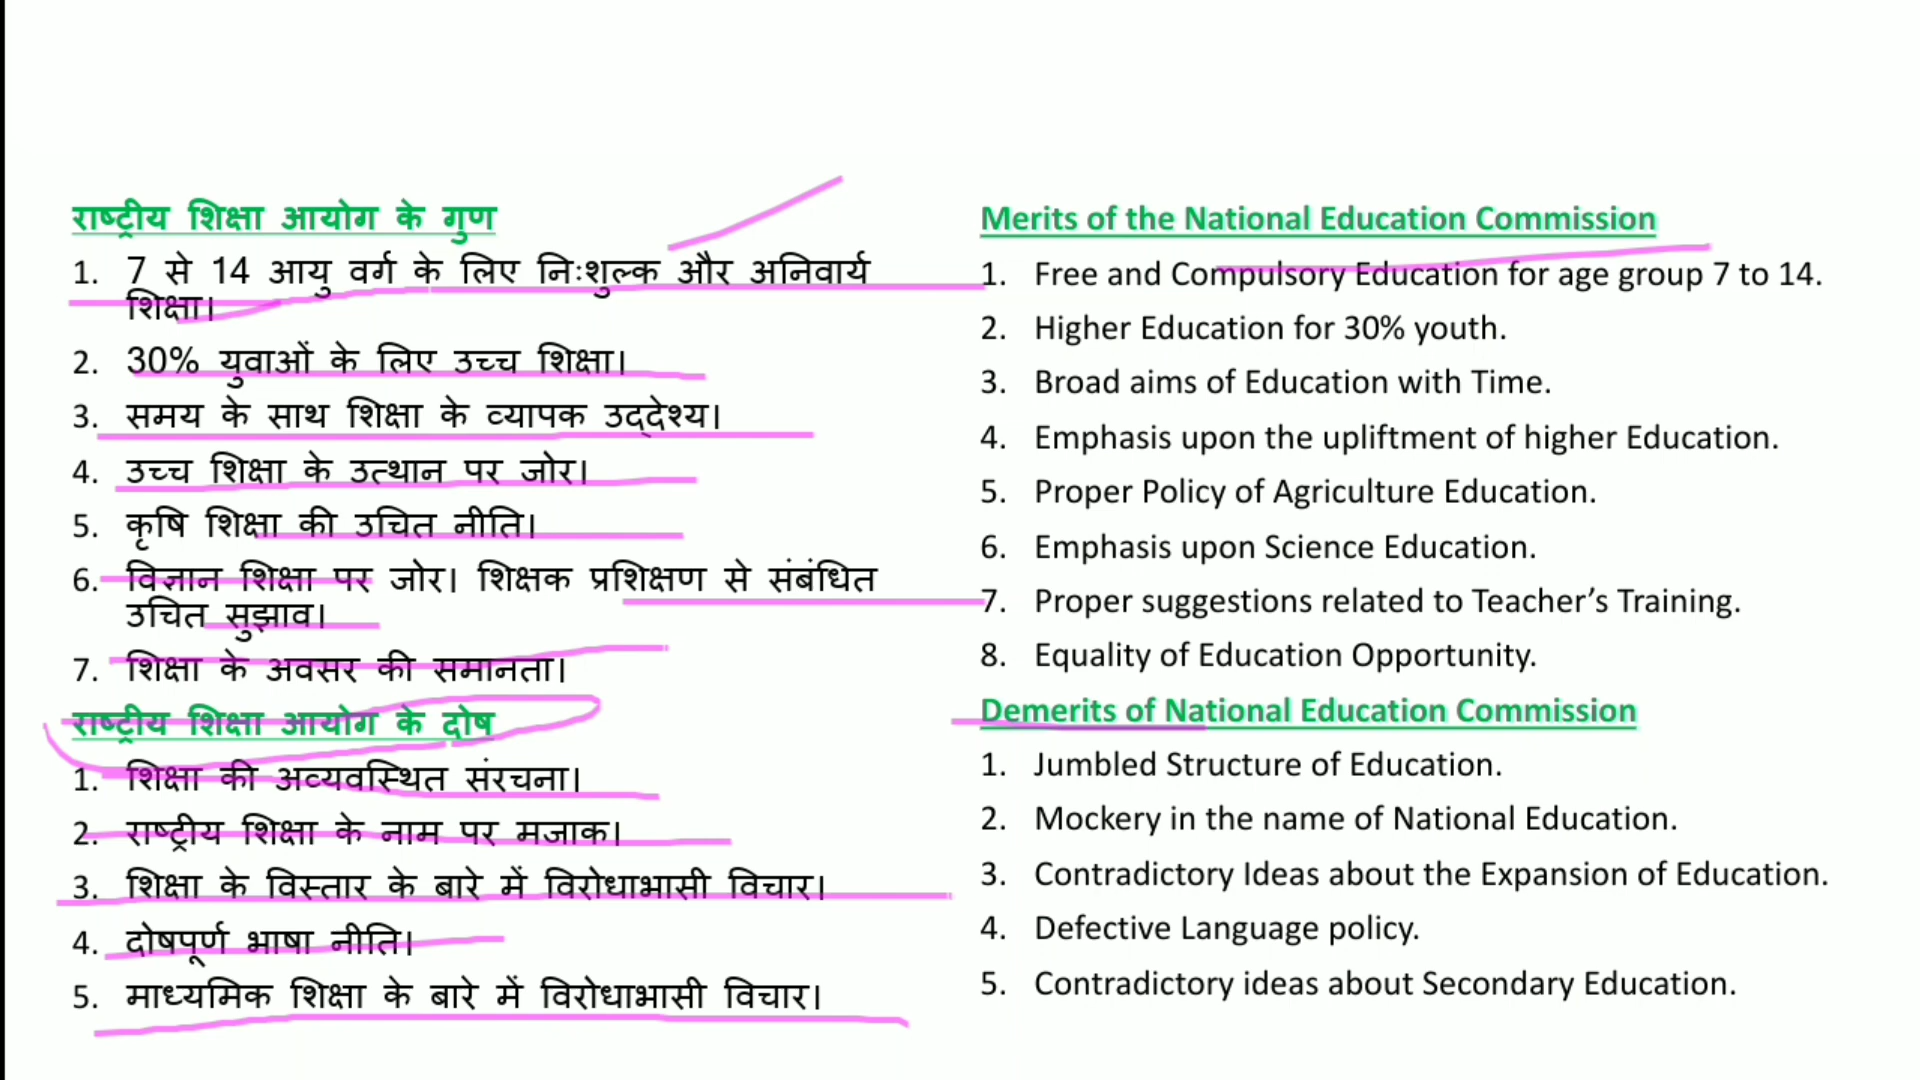 राष्ट्रीय शिक्षा आयोग के गुण
1. 7 से 14 आयु वर्ग के लिए निःशुल्क और अनिवार्य
शिक्षा।
2. 30% युवाओं के लिए उच्च शिक्षा।
3. समय के साथ शिक्षा के व्यापक उद्देश्य।
4. उच्च शिक्षा के उत्थान पर जोर।
5. कृषि शिक्षा की उचित नीति।
6. विज्ञान शिक्षा पर जोर। शिक्षक प्रशिक्षण से संबंधित
उचित सुझाव।
7. शिक्षा के अवसर की समानता।
राष्ट्रीय शिक्षा आयोग के दोष
1. शिक्षा की अव्यवस्थित संरचना।
2. राष्ट्रीय शिक्षा के नाम पर मजाक।
3. शिक्षा के विस्तार के बारे में विरोधाभासी विचार।
4. दोषपूर्ण भाषा नीति।
5. माध्यमिक शिक्षा के बारे में विरोधाभासी विचार।
Merits of the National Education Commission
1. Free and Compulsory Education for age group 7 to 14.
2. Higher Education for 30% youth.
3. Broad aims of Education with Time.
4. Emphasis upon the upliftment of higher Education.
5. Proper Policy of Agriculture Education.
6. Emphasis upon Science Education.
7. Proper suggestions related to Teacher’s Training.
8. Equality of Education Opportunity.
Demerits of National Education Commission
1. Jumbled Structure of Education.
2. Mockery in the name of National Education.
3. Contradictory Ideas about the Expansion of Education.
4. Defective Language policy.
5. Contradictory ideas about Secondary Education.